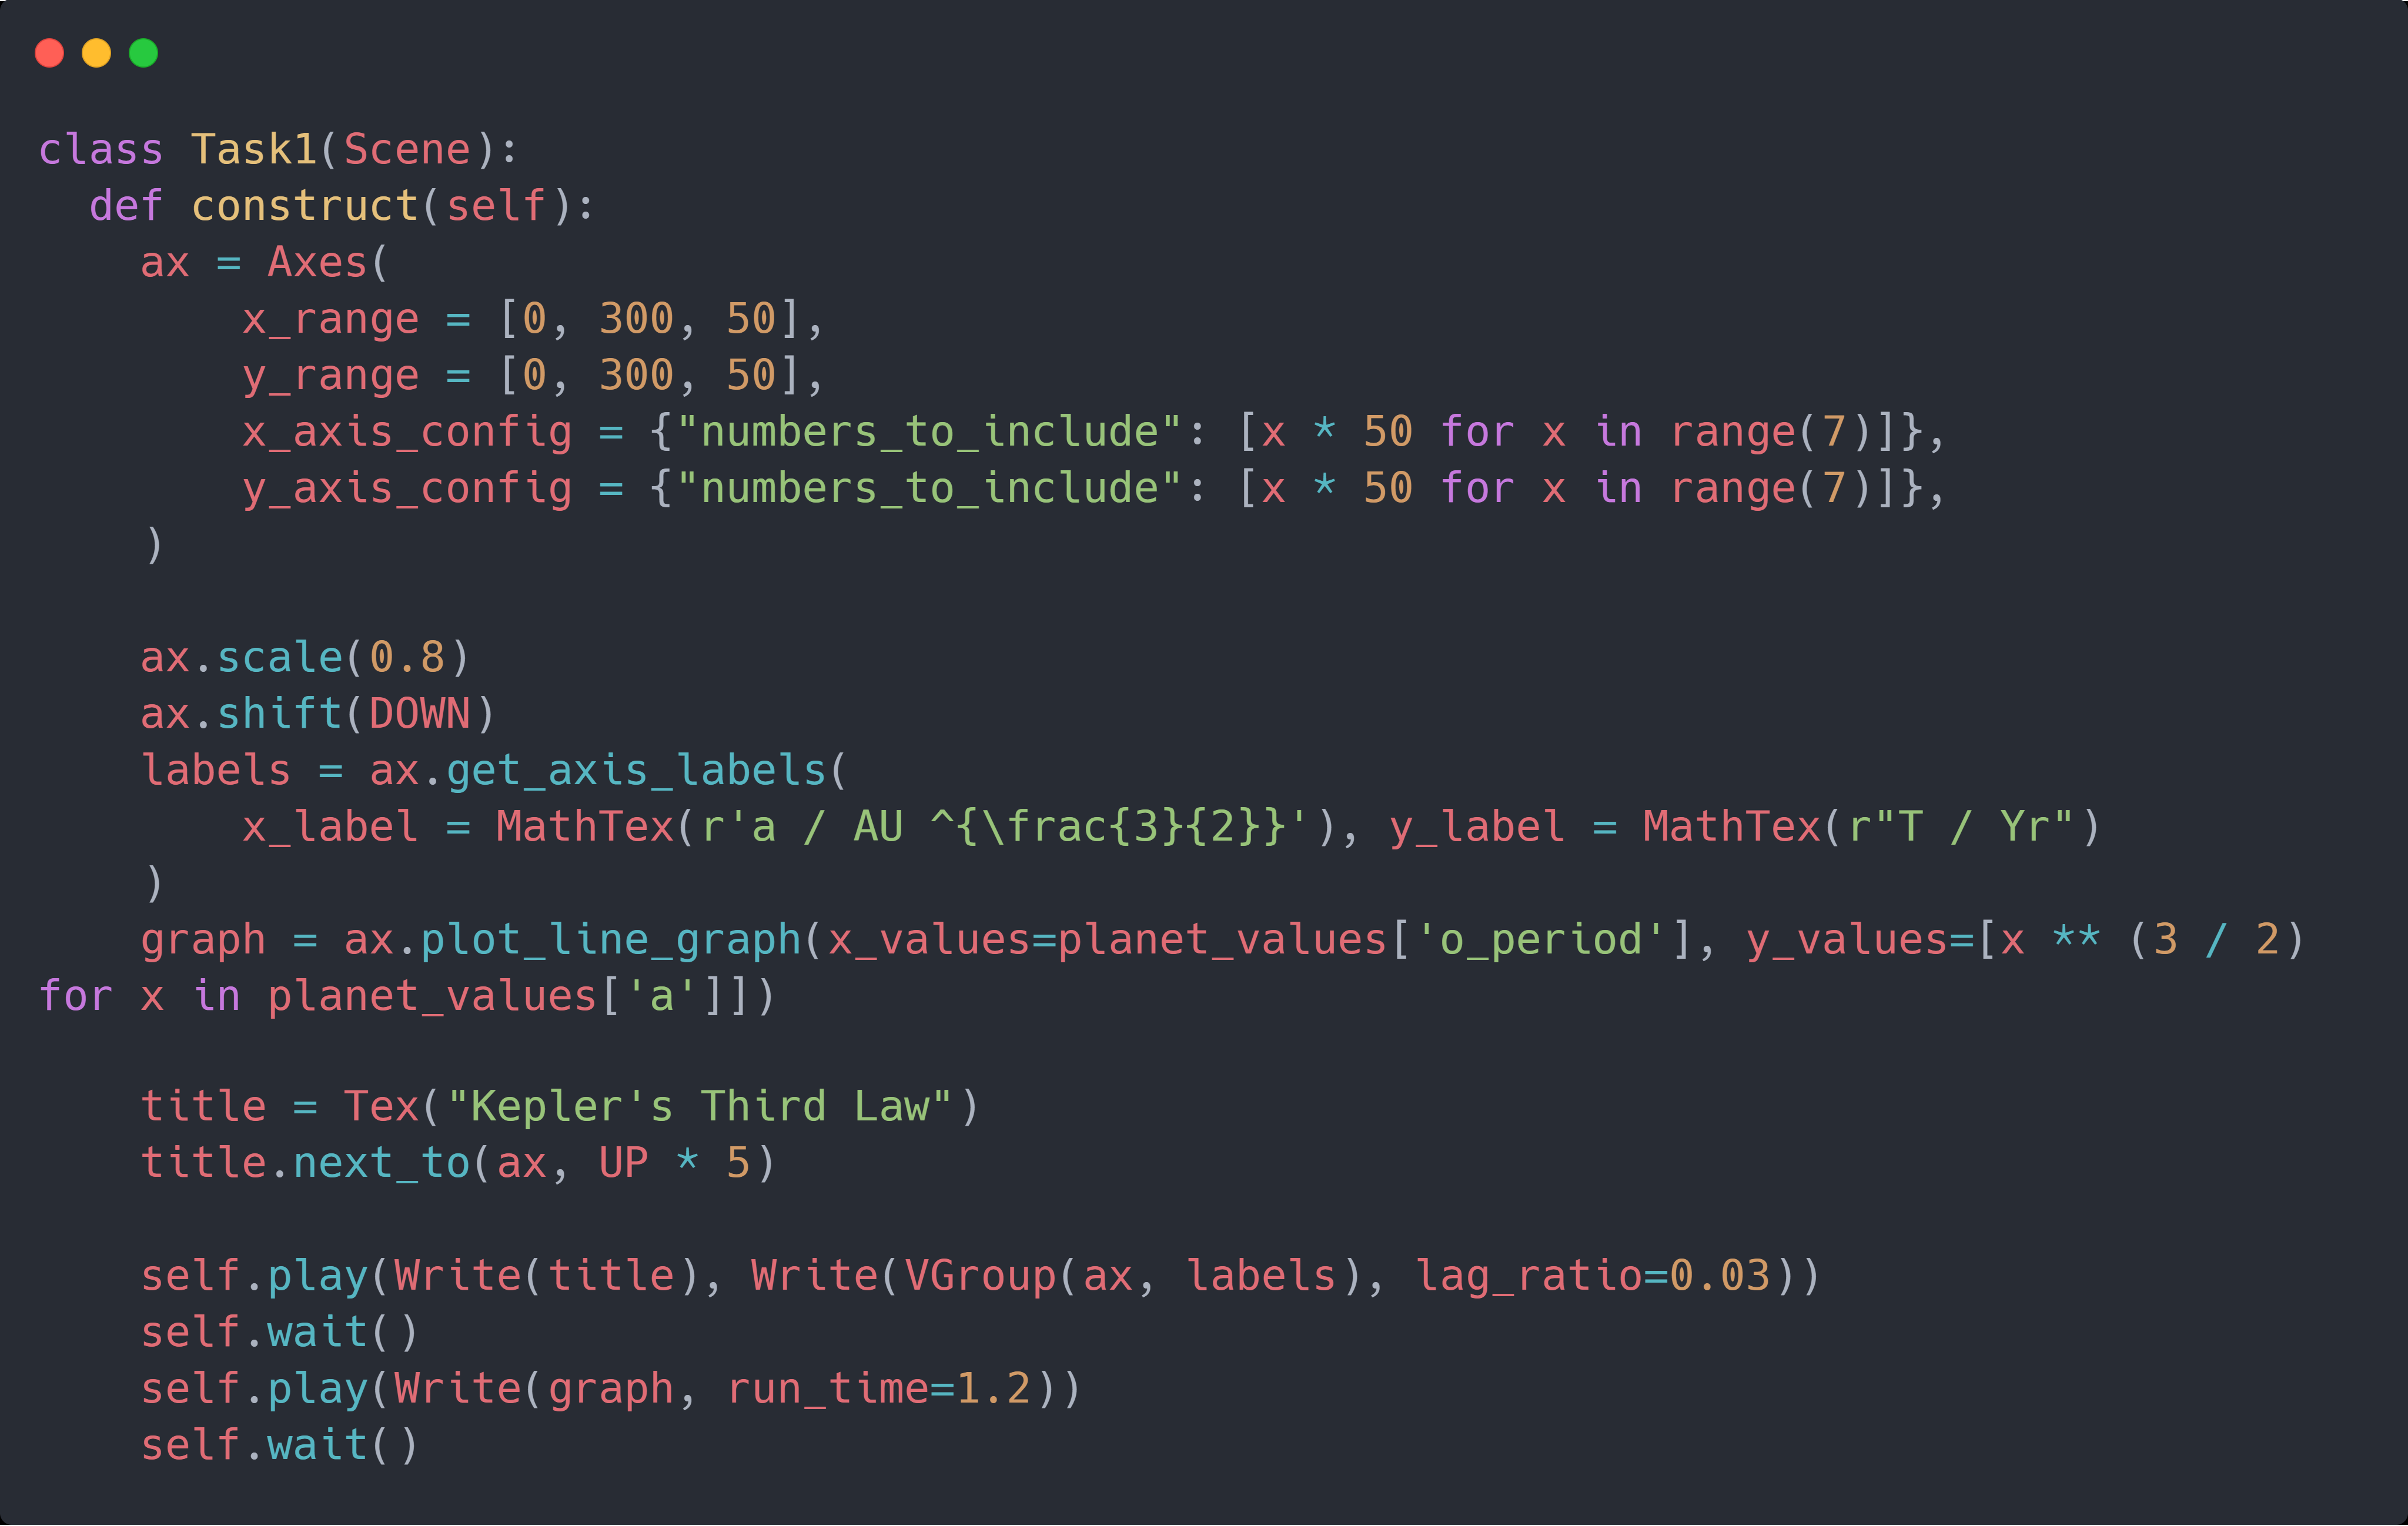 class Task1(Scene):
  def construct(self):
    ax = Axes(
        x_range = [0, 300, 50],
        y_range = [0, 300, 50],
        x_axis_config = {"numbers_to_include": [x * 50 for x in range(7)]},
        y_axis_config = {"numbers_to_include": [x * 50 for x in range(7)]},
    )

    ax.scale(0.8)
    ax.shift(DOWN)
    labels = ax.get_axis_labels(
        x_label = MathTex(r'a / AU ^{\frac{3}{2}}'), y_label = MathTex(r"T / Yr")
    )
    graph = ax.plot_line_graph(x_values=planet_values['o_period'], y_values=[x ** (3 / 2)
for x in planet_values['a']])

    title = Tex("Kepler's Third Law")
    title.next_to(ax, UP * 5)

    self.play(Write(title), Write(VGroup(ax, labels), lag_ratio=0.03))
    self.wait()
    self.play(Write(graph, run_time=1.2))
    self.wait()